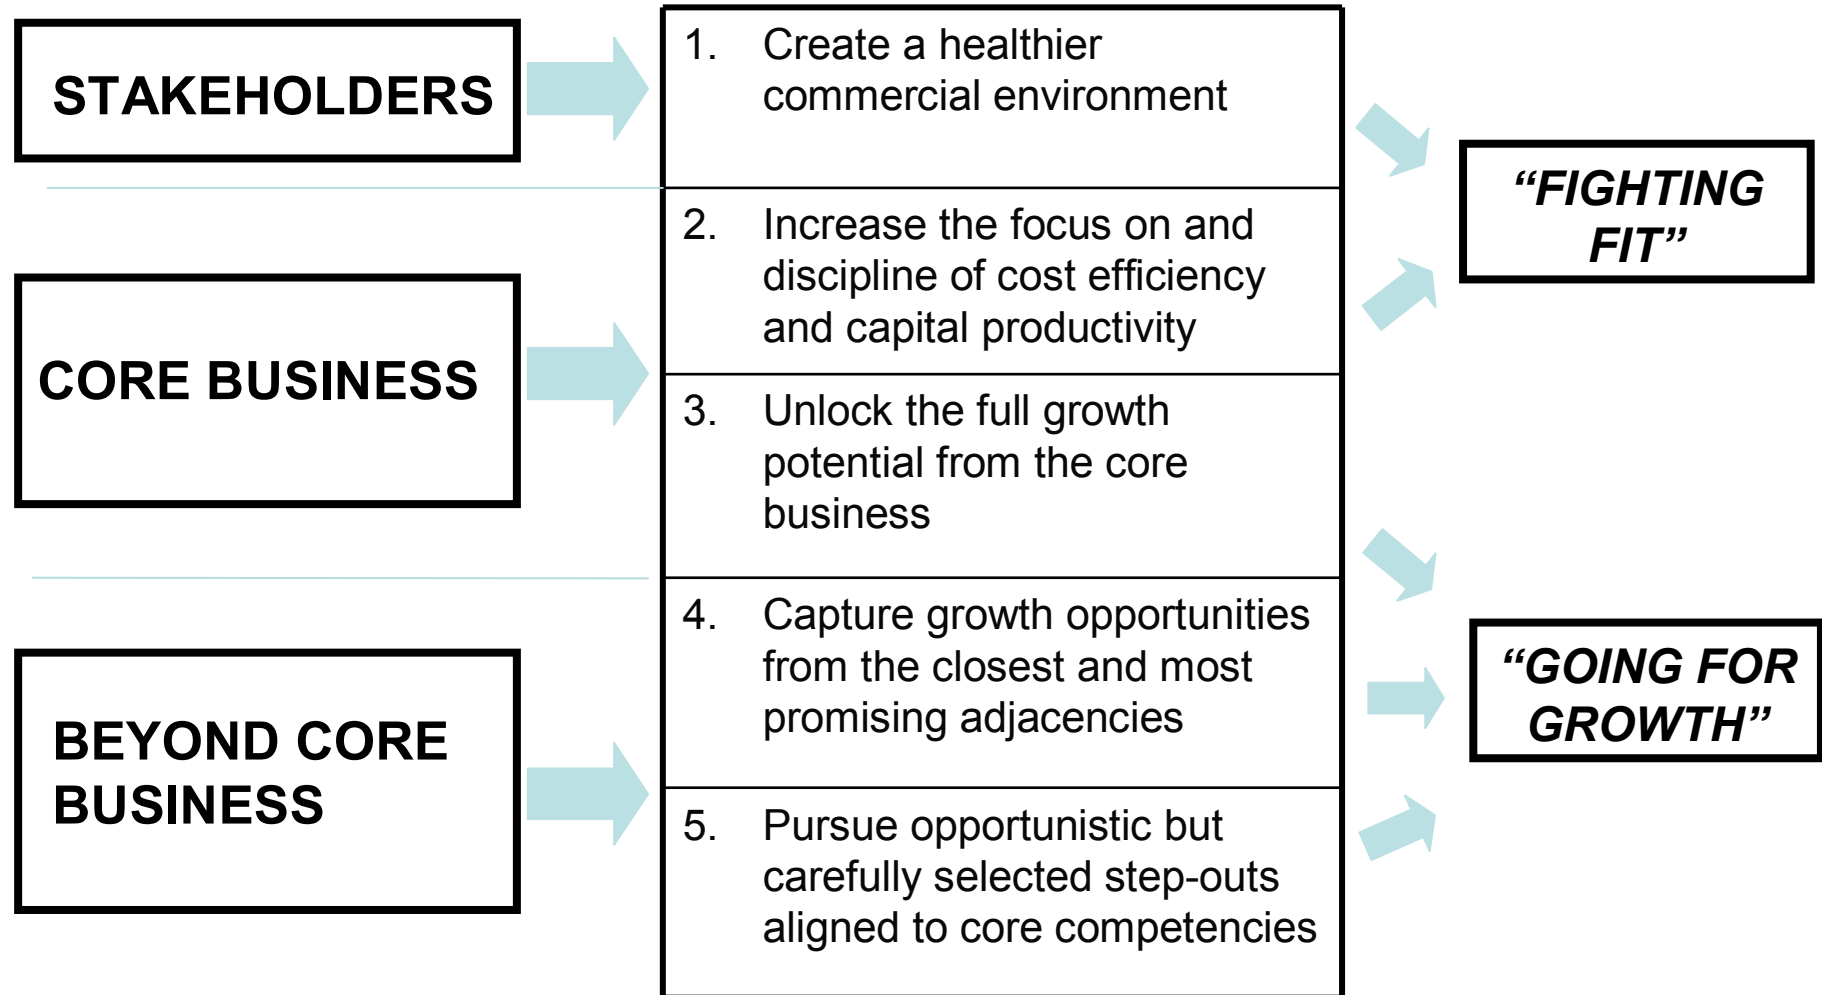 STAKEHOLDERS
1. Create a healthier
commercial environment
“FIGHTING
FIT”
CORE BUSINESS
2. Increase the focus on and
discipline of cost efficiency
and capital productivity
3. Unlock the full growth
potential from the core
business
BEYOND CORE
BUSINESS
4. Capture growth opportunities
from the closest and most
promising adjacencies
5. Pursue opportunistic but
carefully selected step-outs
aligned to core competencies
“GOING FOR
GROWTH”